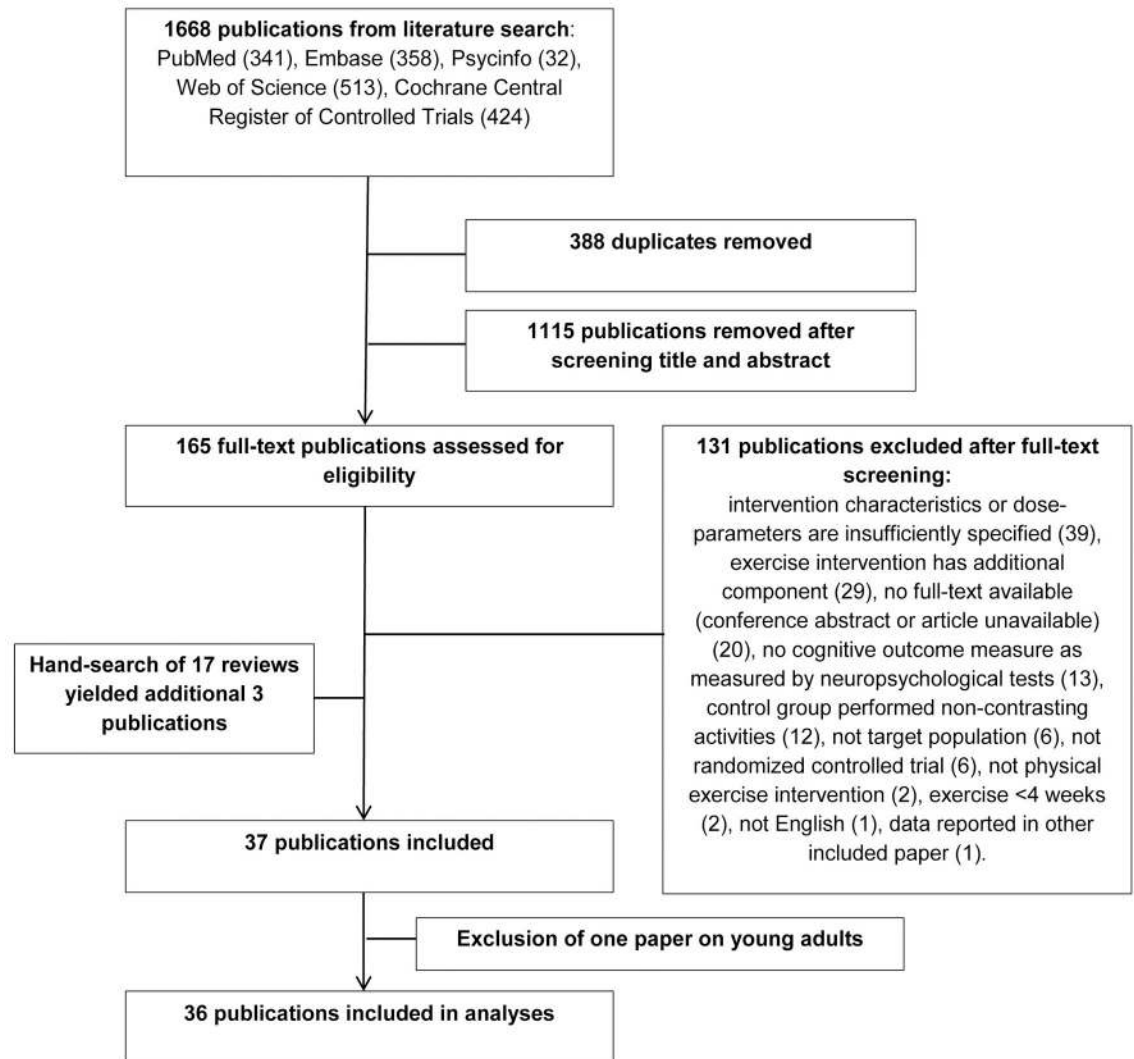 1668 publications from literature search:
PubMed (341), Embase (358), Psycinfo (32),
Web of Science (513), Cochrane Central
Register of Controlled Trials (424)
388 duplicates removed
1115 publications removed after
screening title and abstract
165 full-text publications assessed for
eligibility
131 publications excluded after full-text
screening:
intervention characteristics or dose-
parameters are insufficiently specified (39),
exercise intervention has additional
component (29), no full-text available
(conference abstract or article unavailable)
(20), no cognitive outcome measure as
measured by neuropsychological tests (13),
control group performed non-contrasting
activities (12), not target population (6), not
randomized controlled trial (6), not physical
exercise intervention (2), exercise <4 weeks
(2), not English (1), data reported in other
included paper (1).
Hand-search of 17 reviews
yielded additional 3
publications
37 publications included
Exclusion of one paper on young adults
36 publications included in analyses